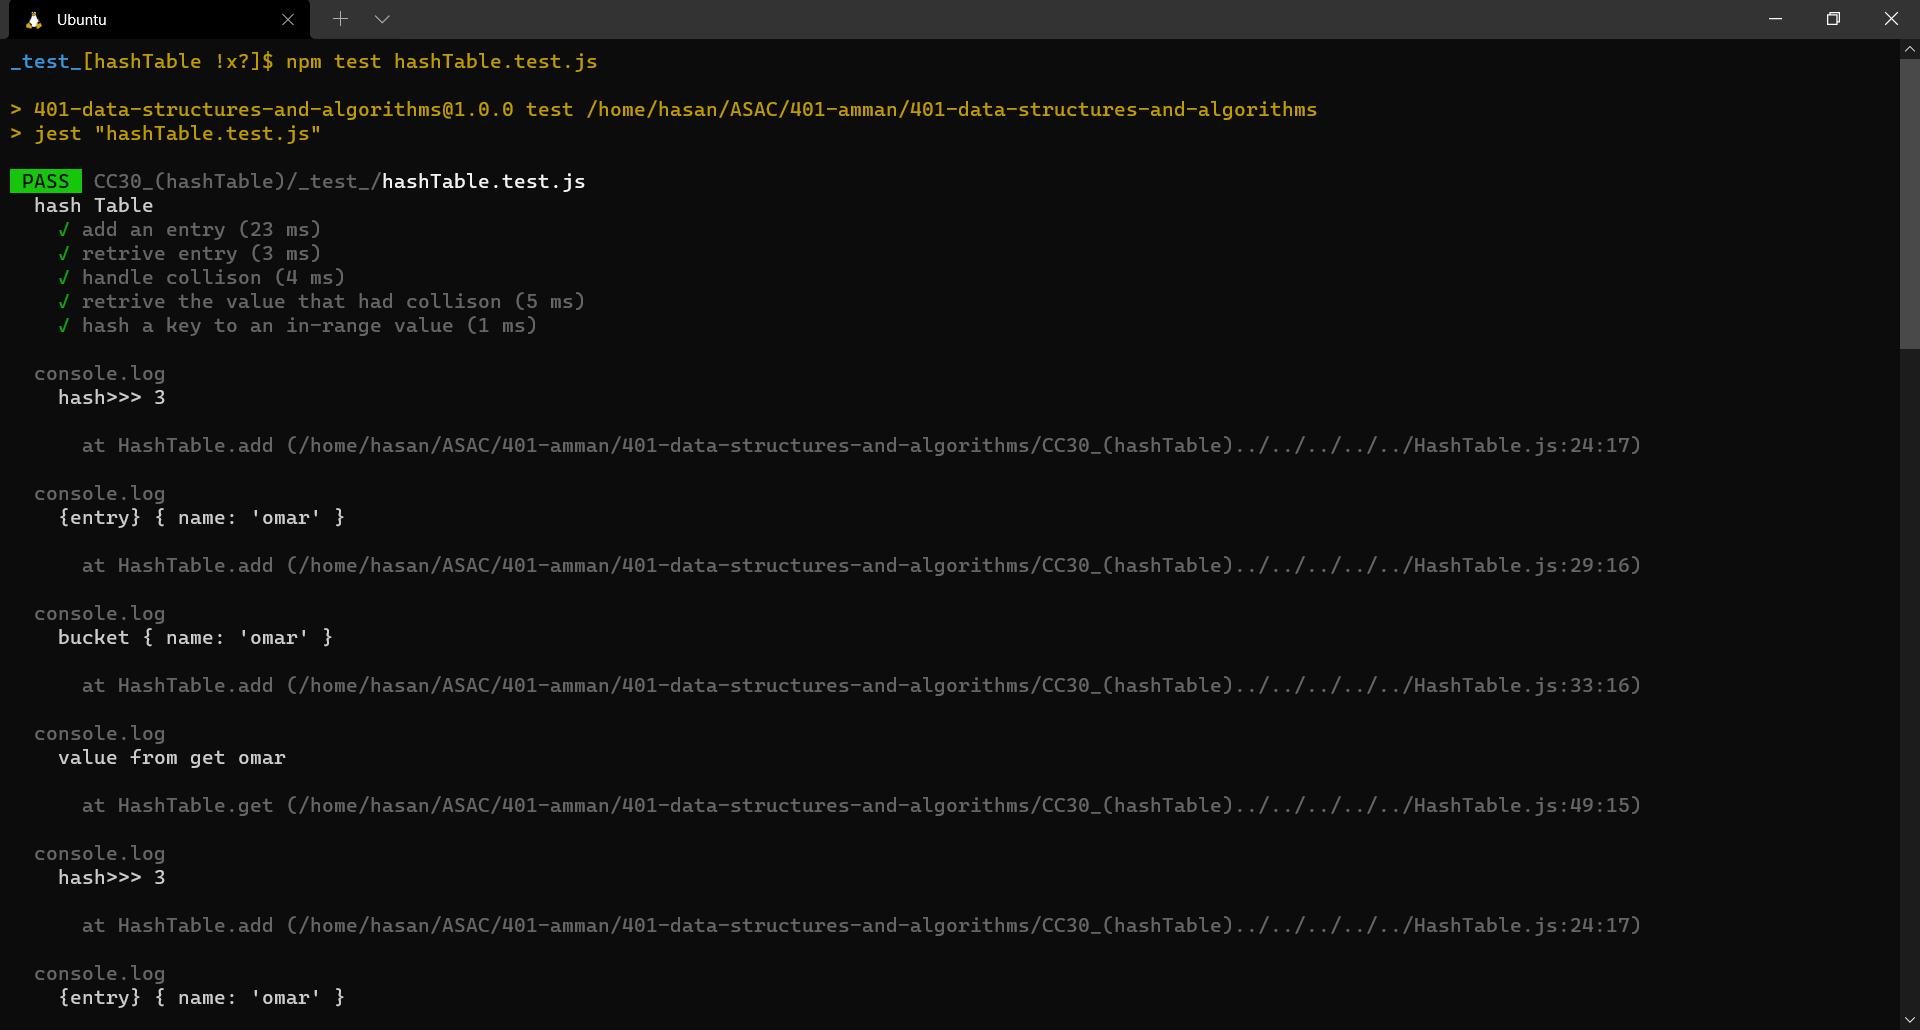 Ubuntu
_test_[hashTable !x?]$ npm test hashTable.test.js
> 401-data-structures-and-algorithms@1.0.0 test /home/hasan/ASAC/401-amman/401-data-structures-and-algorithms
> jest "hashTable.test.js"
PASS CC30_(hashTable)/_test_/hashTable.test.js
hash Table
√ add an entry (23 ms)
√ retrive entry (3 ms)
√ handle collison (4 ms)
√ retrive the value that had collison (5 ms)
√ hash a key to an in-range value (1 ms)
console.log
hash>>> 3
at HashTable.add (/home/hasan/ASAC/401-amman/401-data-structures-and-algorithms/CC30_(hashTable)../../../../../HashTable.js:24:17)
console.log
{entry} { name: 'omar' }
at HashTable.add (/home/hasan/ASAC/401-amman/401-data-structures-and-algorithms/CC30_(hashTable)../../../../../HashTable.js:29:16)
console.log
bucket { name: 'omar' }
at HashTable.add (/home/hasan/ASAC/401-amman/401-data-structures-and-algorithms/CC30_(hashTable)../../../../../HashTable.js:33:16)
console.log
value from get omar
at HashTable.get (/home/hasan/ASAC/401-amman/401-data-structures-and-algorithms/CC30_(hashTable)../../../../../HashTable.js:49:15)
console.log
hash>>> 3
at HashTable.add (/home/hasan/ASAC/401-amman/401-data-structures-and-algorithms/CC30_(hashTable)../../../../../HashTable.js:24:17)
console.log
{entry} { name: 'omar' }